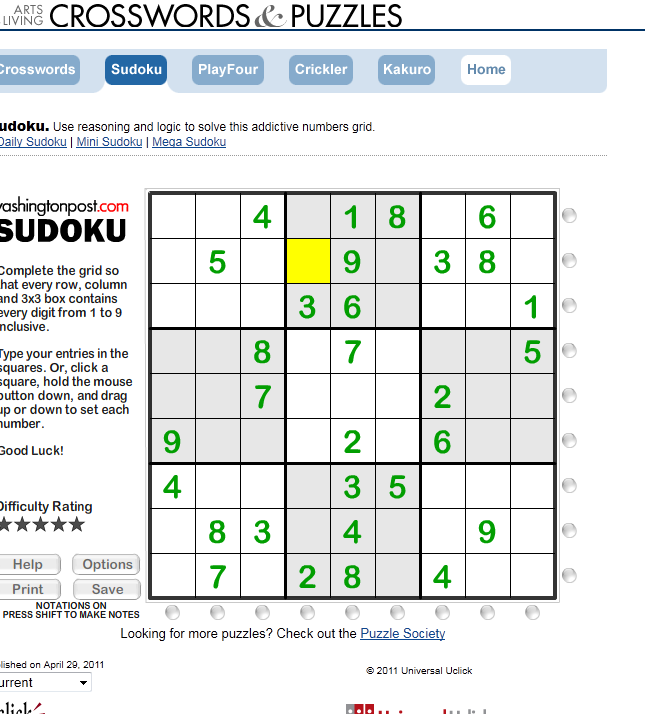 ARTS
LIVING CROSSWORDS & PUZZLES
Crosswords Sudoku PlayFour Crickler Kakuro Home
udoku. Use reasoning and logic to solve this addictive numbers grid.
Daily Sudoku | Mini Sudoku | Mega Sudoku
washingtonpost.com
SUDOKU
Complete the grid so
that every row, column
and 3x3 box contains
every digit from 1 to 9
inclusive.
Type your entries in the
squares. Or, click a
square, hold the mouse
button down, and drag
up or down to set each
number.
Good Luck!
Difficulty Rating
★★★★★
Help Options
Print Save
NOTATIONS ON
PRESS SHIFT TO MAKE NOTES
4 1 8 6
5 9 3 8
3 6 1
8 7 5
7 2
9 2 6
4 3 5
8 3 4 9
7 2 8 4
Looking for more puzzles? Check out the Puzzle Society
blished on April 29, 2011
urrent
© 2011 Universal Uclick